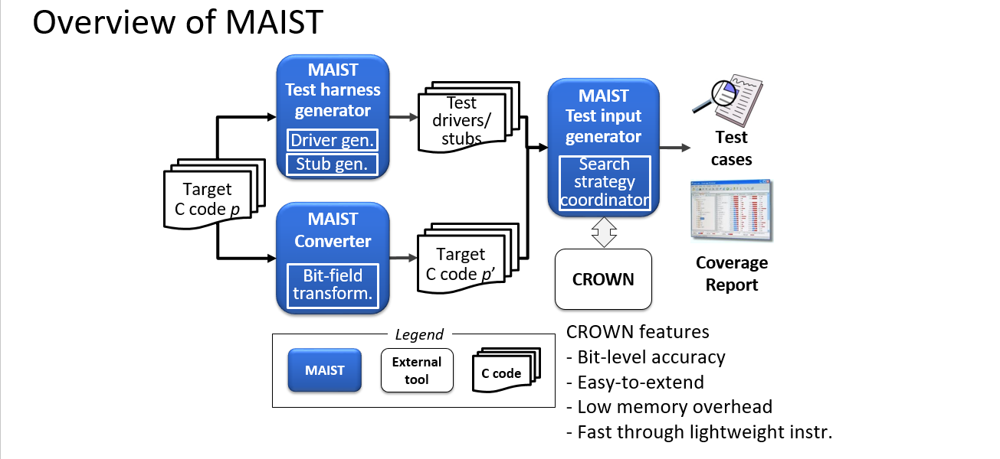 Overview of MAIST
MAIST
Test harness
generator
Driver gen.
Stub gen.
Test
drivers/
stubs
MAIST
Test input
generator
Search
strategy
coordinator
Test
cases
Target
C code p
MAIST
Converter
Bit-field
transform.
Target
C code p’
CROWN
Coverage
Report
Legend
MAIST
External
tool
C code
CROWN features
- Bit-level accuracy
- Easy-to-extend
- Low memory overhead
- Fast through lightweight instr.